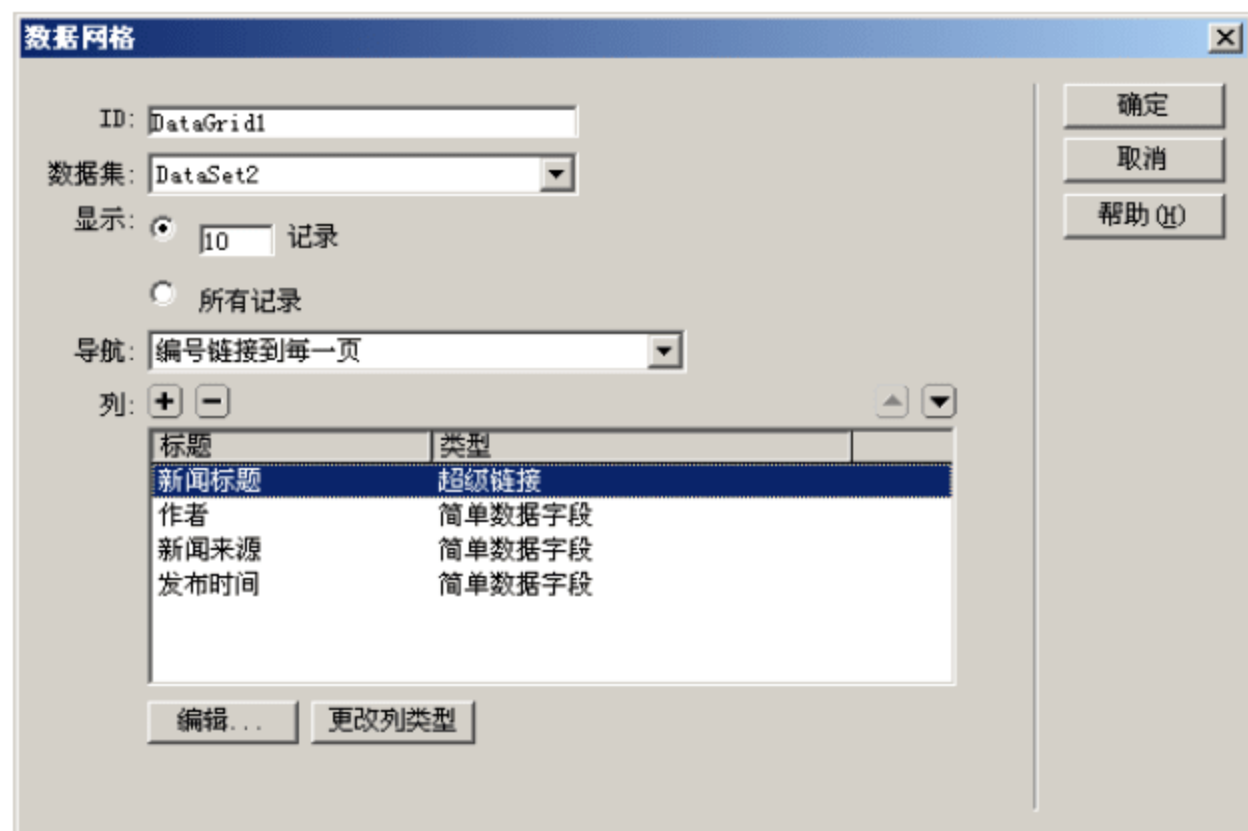 数据网格
ID: DataGrid1
确定
数据集: DataSet2
取消
显示: 10 记录
帮助(H)
所有记录
导航: 编号链接到每一页
列:
标题 类型
新闻标题 超级链接
作者 简单数据字段
新闻来源 简单数据字段
发布时间 简单数据字段
编辑... 更改列类型